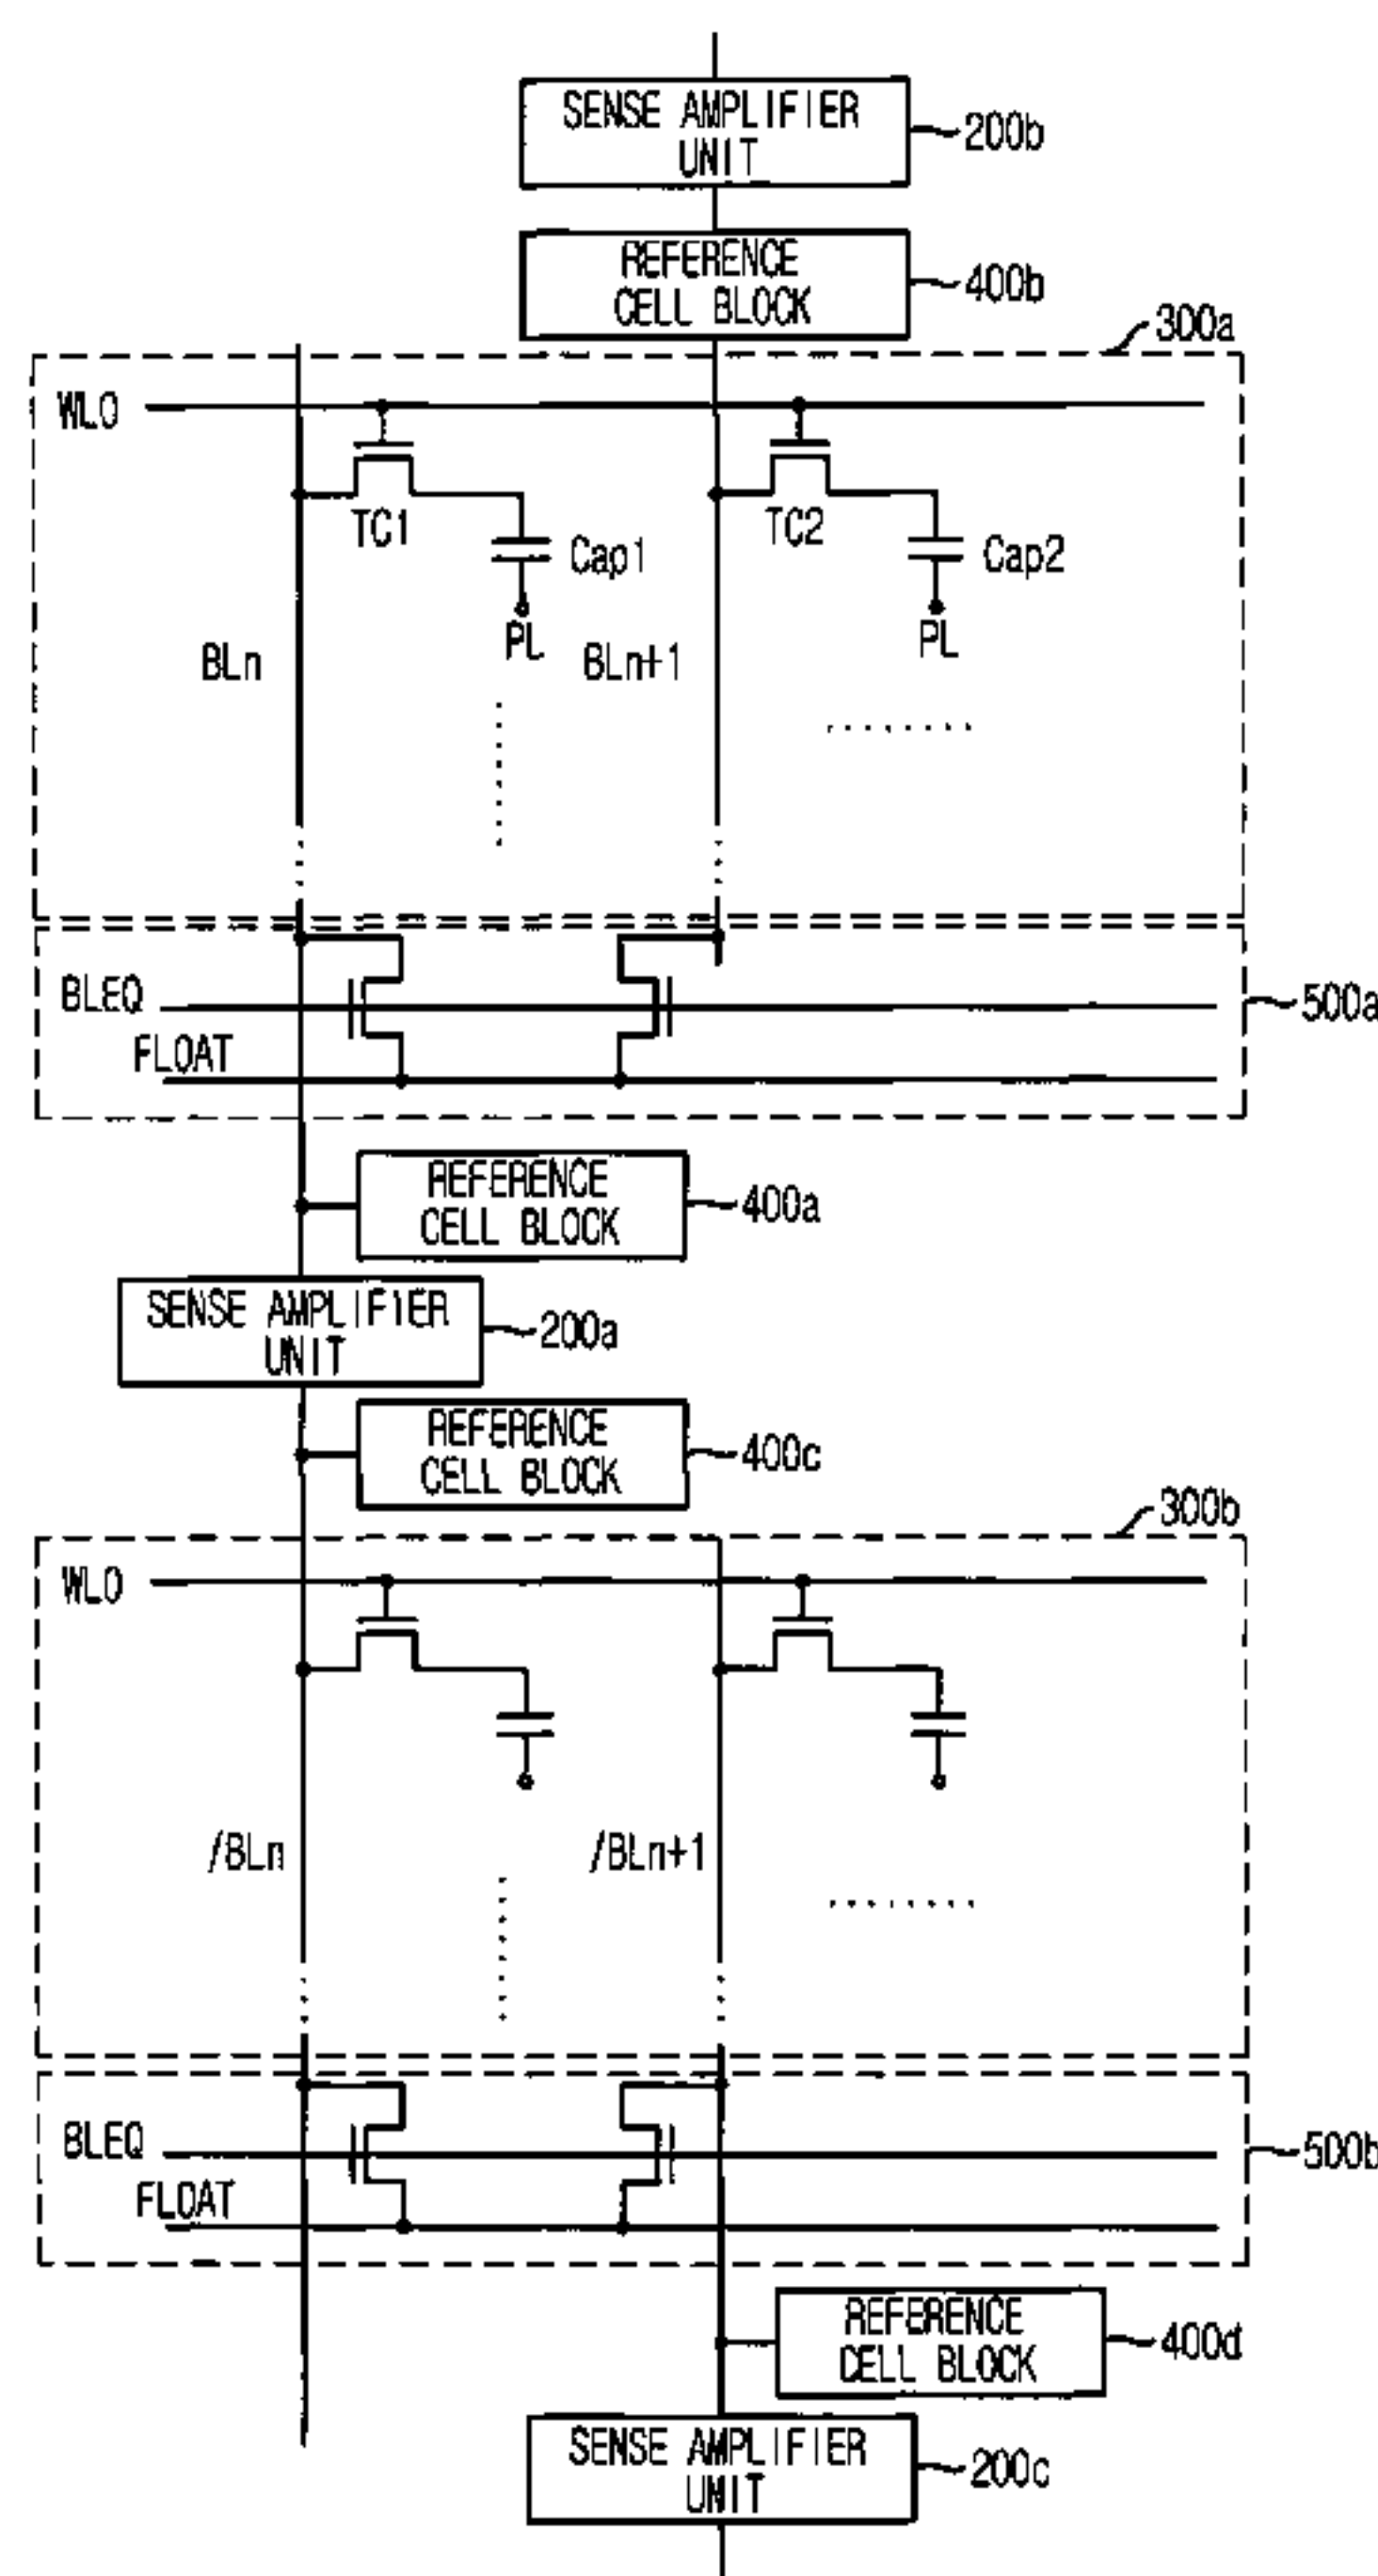 SENSE AMPLIFIER
UNIT
200b
REFERENCE
CELL BLOCK
400b
300a
WL0
TC1
Cap1
PL
TC2
Cap2
PL
BLn
BLn+1
BLEQ
FLOAT
500a
REFERENCE
CELL BLOCK
400a
SENSE AMPLIFIER
UNIT
200a
REFERENCE
CELL BLOCK
400c
300b
WL0
/BLn
/BLn+1
BLEQ
FLOAT
500b
REFERENCE
CELL BLOCK
400d
SENSE AMPLIFIER
UNIT
200c